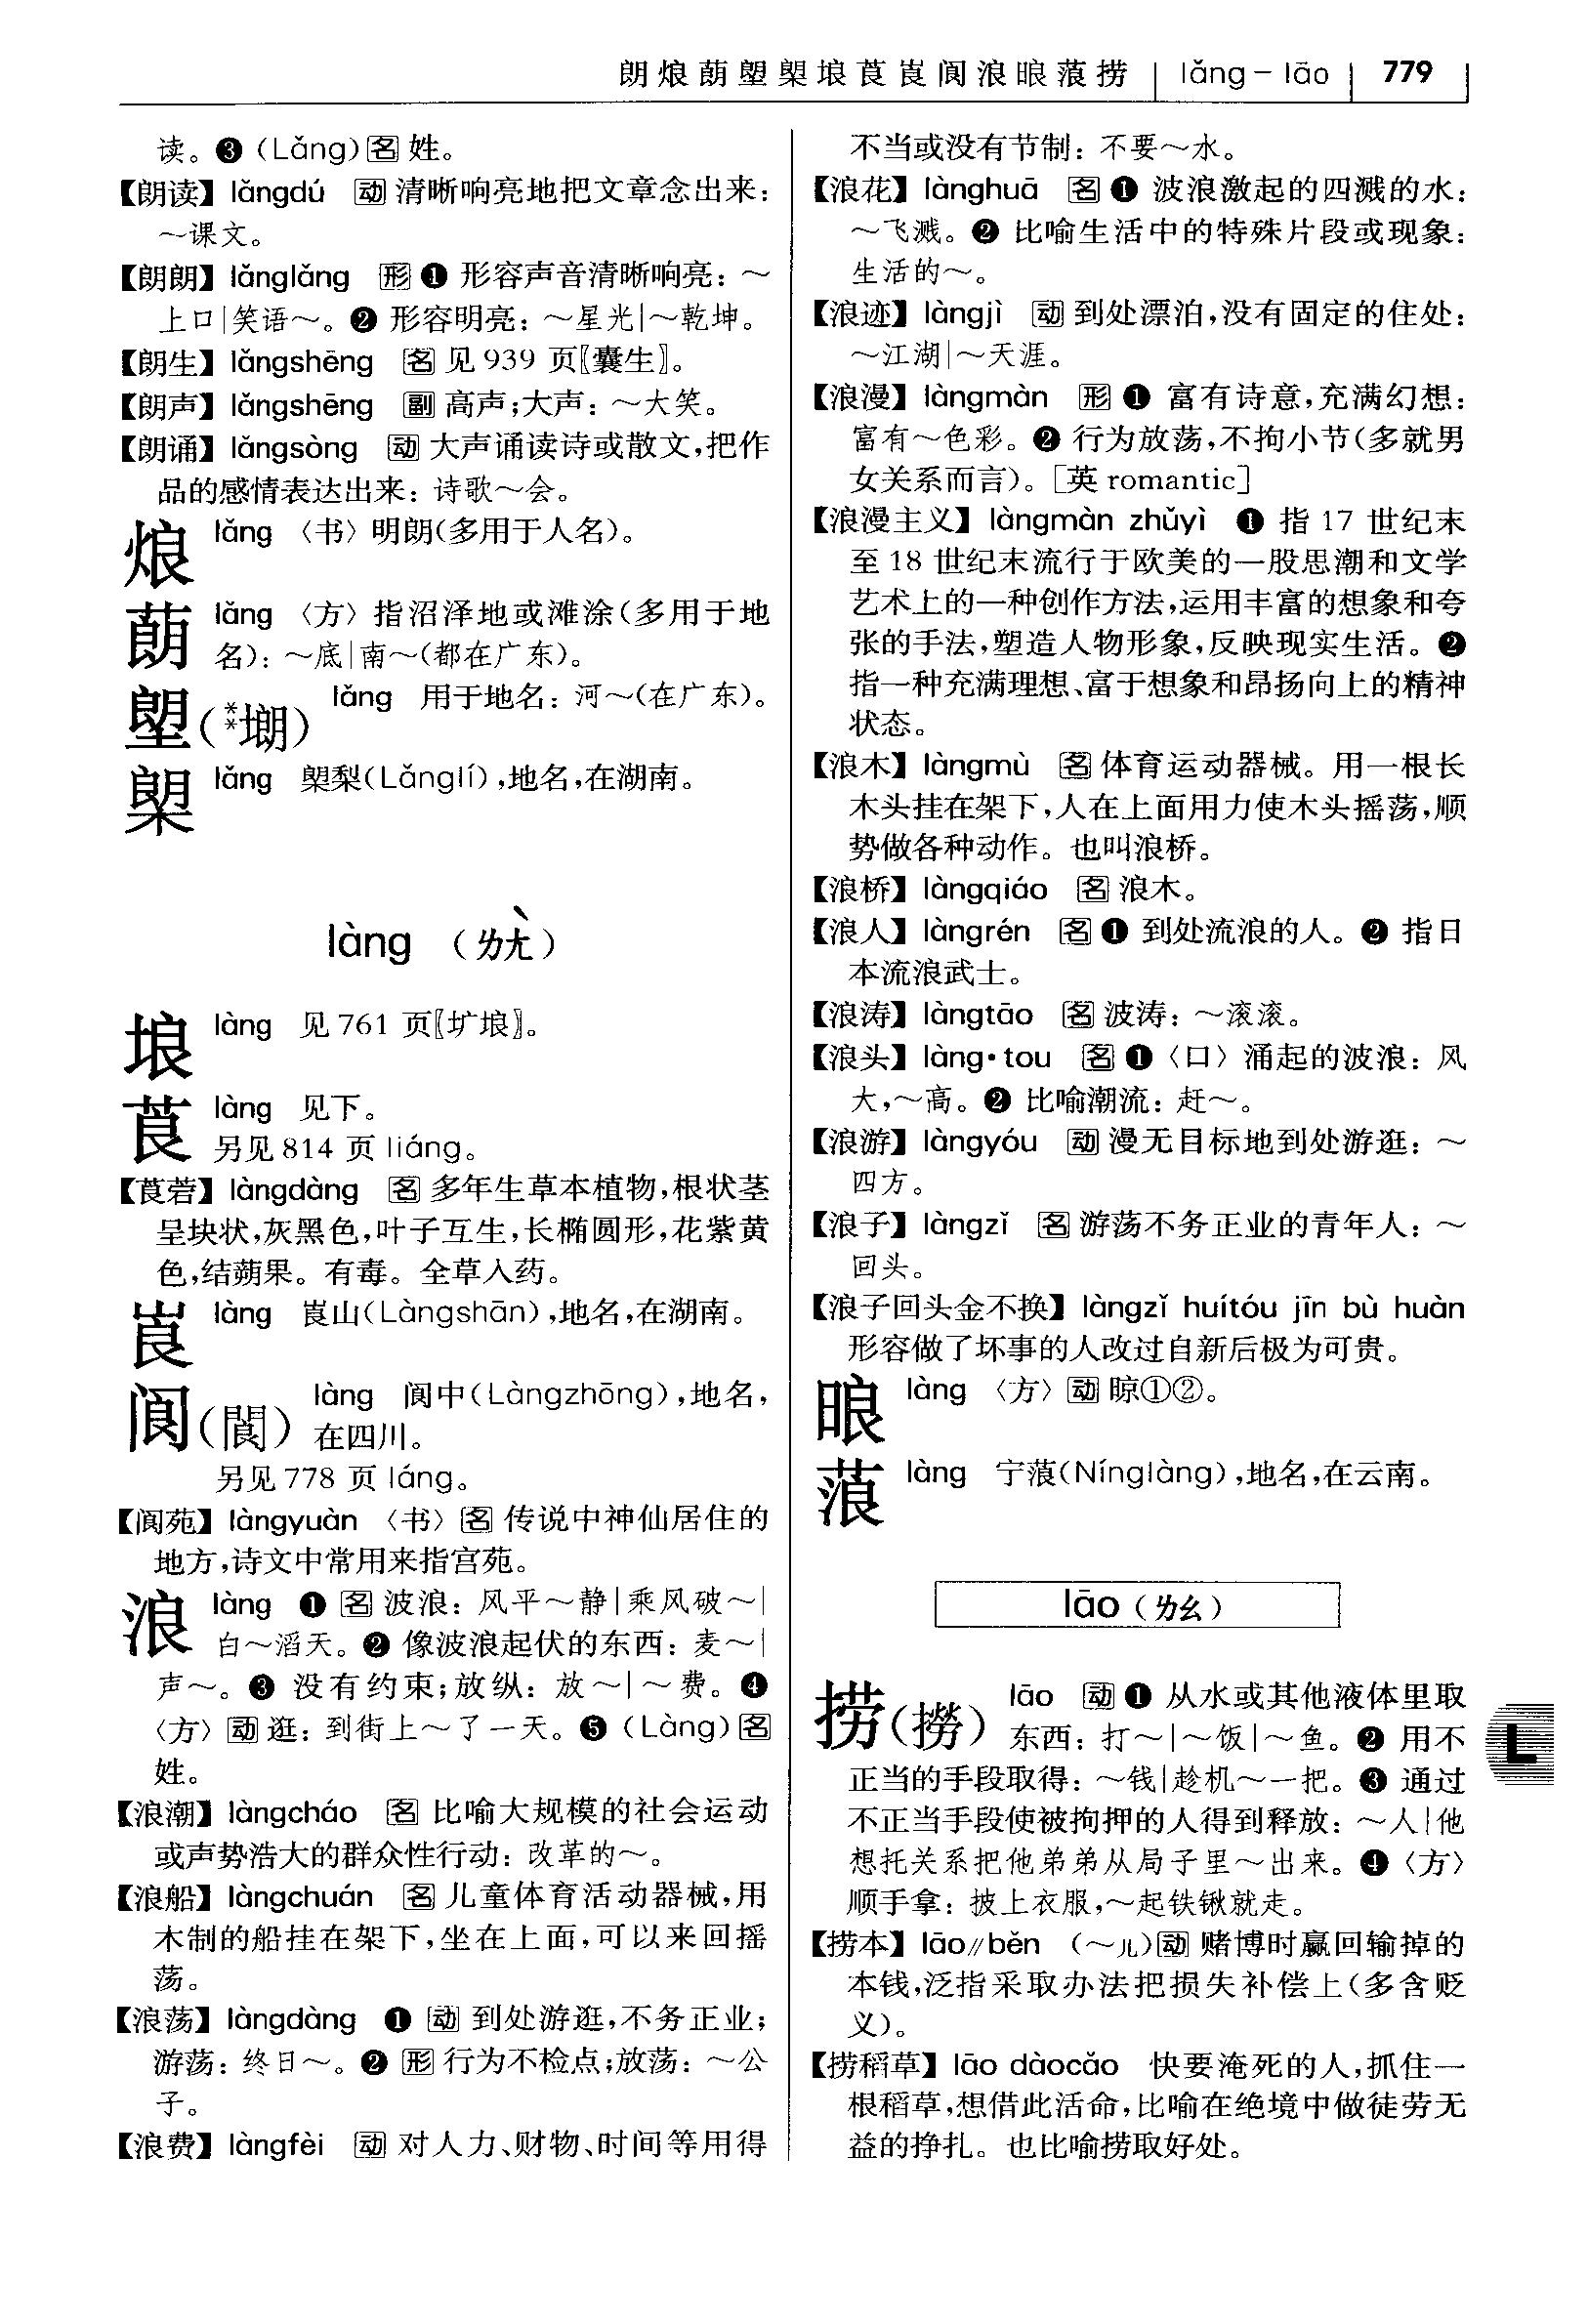 朗烺蓢塱樃埌莨崀阆浪㫰蒗捞 lǎng－lāo 779
读。❸（Lǎng）名 姓。
【朗读】lǎngdú 动 清晰响亮地把文章念出来：
～课文。
【朗朗】lǎnglǎng 形 ❶ 形容声音清晰响亮：～
上口|笑语～。❷ 形容明亮：～星光|～乾坤。
【朗生】lǎngshēng 名 见 939 页〖囊生〗。
【朗声】lǎngshēng 副 高声；大声：～大笑。
【朗诵】lǎngsòng 动 大声诵读诗或散文，把作
品的感情表达出来：诗歌～会。
烺 lǎng 〈书〉明朗（多用于人名）。
蓢 lǎng 〈方〉指沼泽地或滩涂（多用于地
名）：～底|南～（都在广东）。
塱（**塱） lǎng 用于地名：河～（在广东）。
樃 lǎng 樃梨（Lǎnglí），地名，在湖南。
làng （ㄌㄤˋ）
埌 làng 见 761 页〖圹埌〗。
莨 làng 见下。
另见 814 页 liáng。
【莨菪】làngdàng 名 多年生草本植物，根状茎
呈块状，灰黑色，叶子互生，长椭圆形，花紫黄
色，结蒴果。有毒。全草入药。
崀 làng 崀山（Làngshān），地名，在湖南。
阆（閬） làng 阆中（Làngzhōng），地名，
在四川。
另见 778 页 láng。
【阆苑】làngyuàn 〈书〉名 传说中神仙居住的
地方，诗文中常用来指宫苑。
浪 làng ❶ 名 波浪：风平～静|乘风破～|
白～滔天。❷ 像波浪起伏的东西：麦～|
声～。❸ 没有约束；放纵：放～|～费。❹
〈方〉动 逛：到街上～了一天。❺（Làng）名
姓。
【浪潮】làngcháo 名 比喻大规模的社会运动
或声势浩大的群众性行动：改革的～。
【浪船】làngchuán 名 儿童体育活动器械，用
木制的船挂在架下，坐在上面，可以来回摇
荡。
【浪荡】làngdàng ❶ 动 到处游逛，不务正业；
游荡：终日～。❷ 形 行为不检点；放荡：～公
子。
【浪费】làngfèi 动 对人力、财物、时间等用得
不当或没有节制：不要～水。
【浪花】lànghuā 名 ❶ 波浪激起的四溅的水：
～飞溅。❷ 比喻生活中的特殊片段或现象：
生活的～。
【浪迹】làngjì 动 到处漂泊，没有固定的住处：
～江湖|～天涯。
【浪漫】làngmàn 形 ❶ 富有诗意，充满幻想：
富有～色彩。❷ 行为放荡，不拘小节（多就男
女关系而言）。［英 romantic］
【浪漫主义】làngmàn zhǔyì ❶ 指 17 世纪末
至 18 世纪末流行于欧美的一股思潮和文学
艺术上的一种创作方法，运用丰富的想象和夸
张的手法，塑造人物形象，反映现实生活。❷
指一种充满理想、富于想象和昂扬向上的精神
状态。
【浪木】làngmù 名 体育运动器械。用一根长
木头挂在架下，人在上面用力使木头摇荡，顺
势做各种动作。也叫浪桥。
【浪桥】làngqiáo 名 浪木。
【浪人】làngrén 名 ❶ 到处流浪的人。❷ 指日
本流浪武士。
【浪涛】làngtāo 名 波涛：～滚滚。
【浪头】làng•tou 名 ❶〈口〉涌起的波浪：风
大，～高。❷ 比喻潮流：赶～。
【浪游】làngyóu 动 漫无目标地到处游逛：～
四方。
【浪子】làngzǐ 名 游荡不务正业的青年人：～
回头。
【浪子回头金不换】làngzǐ huítóu jīn bù huàn
形容做了坏事的人改过自新后极为可贵。
㫰 làng 〈方〉动 晾①②。
蒗 làng 宁蒗（Nínglàng），地名，在云南。
lāo（ㄌㄠ）
捞（撈） lāo 动 ❶ 从水或其他液体里取
东西：打～|～饭|～鱼。❷ 用不
正当的手段取得：～钱|趁机～一把。❸ 通过
不正当手段使被拘押的人得到释放：～人|他
想托关系把他弟弟从局子里～出来。❹〈方〉
顺手拿：披上衣服，～起铁锹就走。
L
【捞本】lāo∥běn （～儿）动 赌博时赢回输掉的
本钱，泛指采取办法把损失补偿上（多含贬
义）。
【捞稻草】lāo dàocǎo 快要淹死的人，抓住一
根稻草，想借此活命，比喻在绝境中做徒劳无
益的挣扎。也比喻捞取好处。